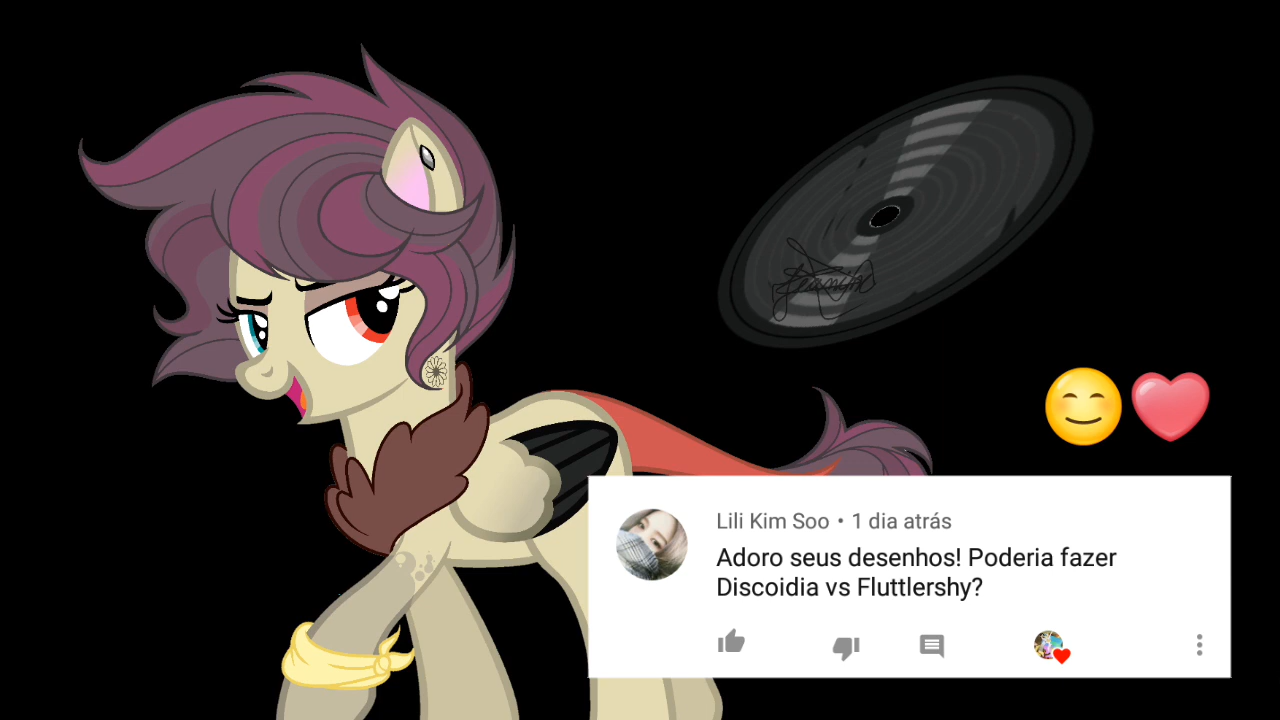 Lili Kim Soo • 1 dia atrás
Adoro seus desenhos! Poderia fazer
Discoidia vs Fluttlershy?